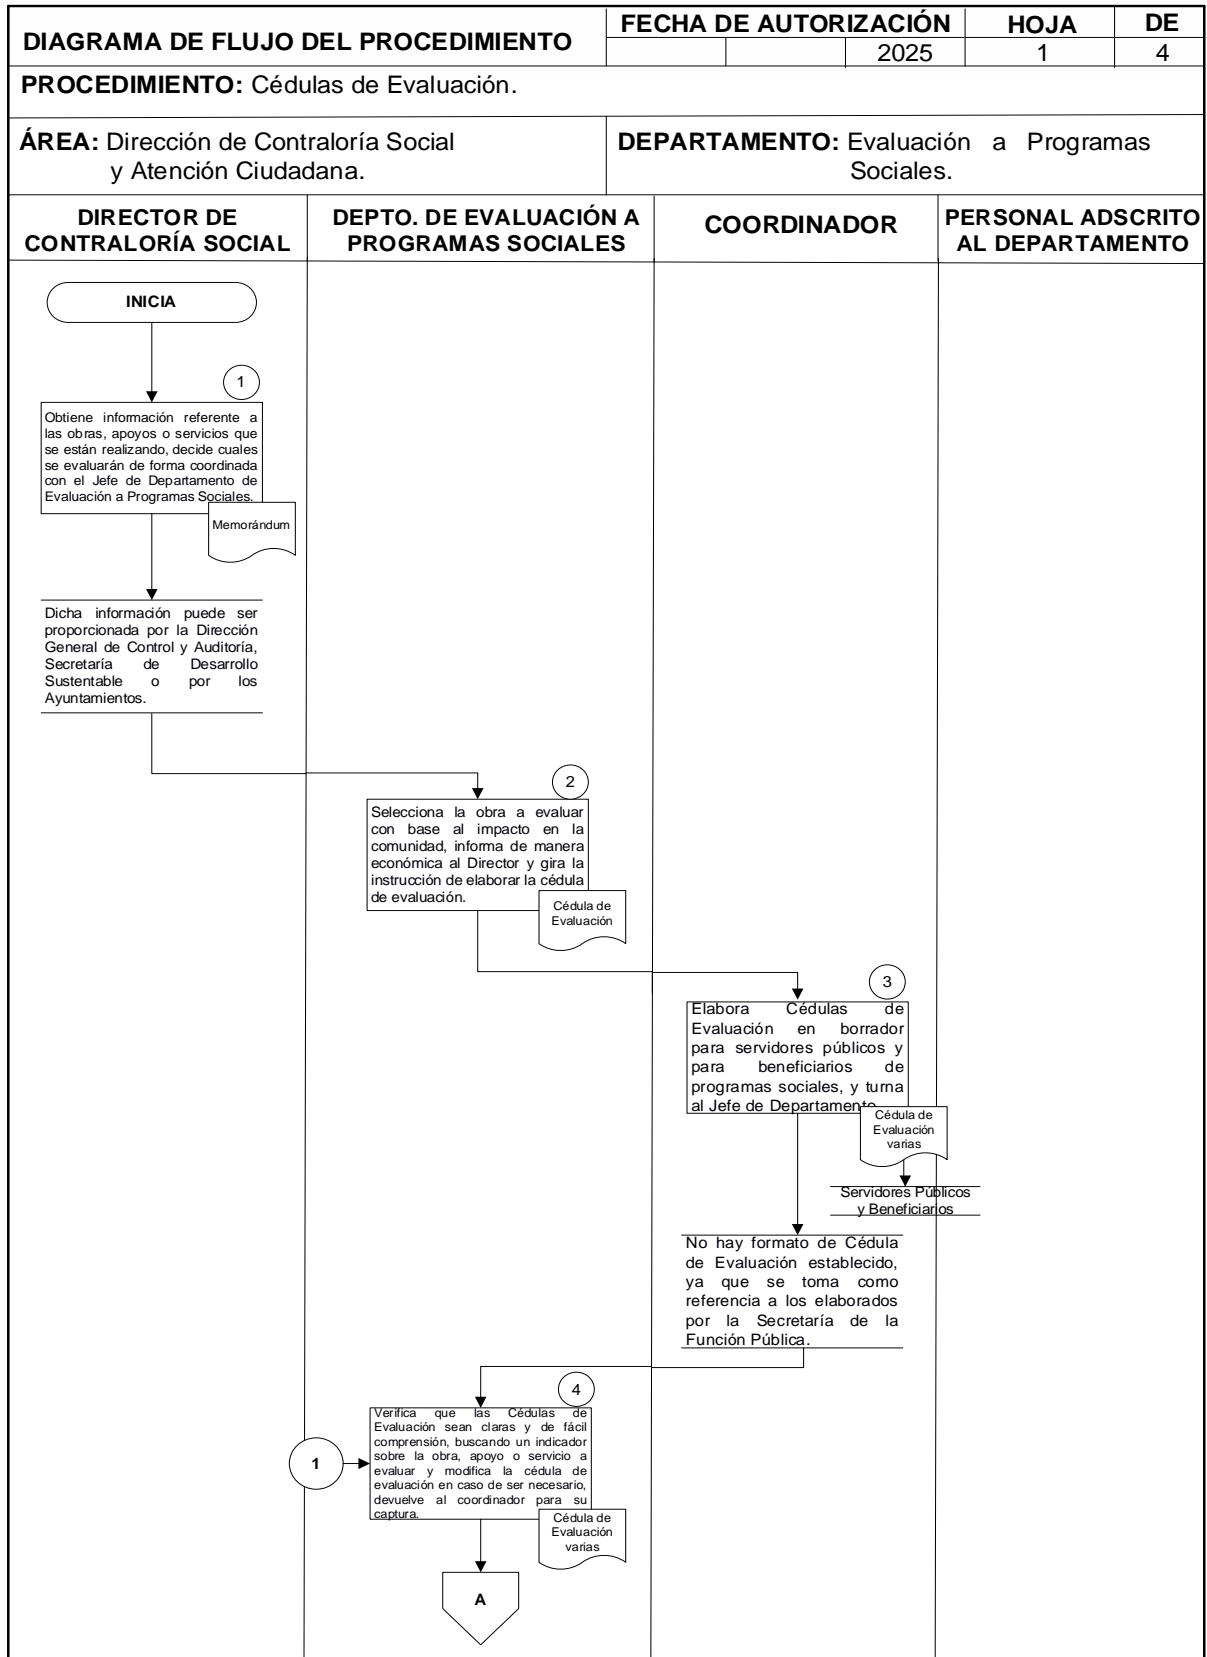 DIAGRAMA DE FLUJO DEL PROCEDIMIENTO
FECHA DE AUTORIZACIÓN
HOJA
DE
2025
1
4
PROCEDIMIENTO: Cédulas de Evaluación.
ÁREA: Dirección de Contraloría Social
y Atención Ciudadana.
DEPARTAMENTO: Evaluación a Programas
Sociales.
DIRECTOR DE
CONTRALORÍA SOCIAL
DEPTO. DE EVALUACIÓN A
PROGRAMAS SOCIALES
COORDINADOR
PERSONAL ADSCRITO
AL DEPARTAMENTO
INICIA
1
Obtiene información referente a
las obras, apoyos o servicios que
se están realizando, decide cuales
se evaluarán de forma coordinada
con el Jefe de Departamento de
Evaluación a Programas Sociales.
Memorándum
Dicha información puede ser
proporcionada por la Dirección
General de Control y Auditoría,
Secretaría de Desarrollo
Sustentable o por los
Ayuntamientos.
2
Selecciona la obra a evaluar
con base al impacto en la
comunidad, informa de manera
económica al Director y gira la
instrucción de elaborar la cédula
de evaluación.
Cédula de
Evaluación
3
Elabora Cédulas de
Evaluación en borrador
para servidores públicos y
para beneficiarios de
programas sociales, y turna
al Jefe de Departamento.
Cédula de
Evaluación
varias
Servidores Públicos
y Beneficiarios
No hay formato de Cédula
de Evaluación establecido,
ya que se toma como
referencia a los elaborados
por la Secretaría de la
Función Pública.
4
Verifica que las Cédulas de
Evaluación sean claras y de fácil
comprensión, buscando un indicador
sobre la obra, apoyo o servicio a
evaluar y modifica la cédula de
evaluación en caso de ser necesario,
devuelve al coordinador para su
captura.
1
Cédula de
Evaluación
varias
A